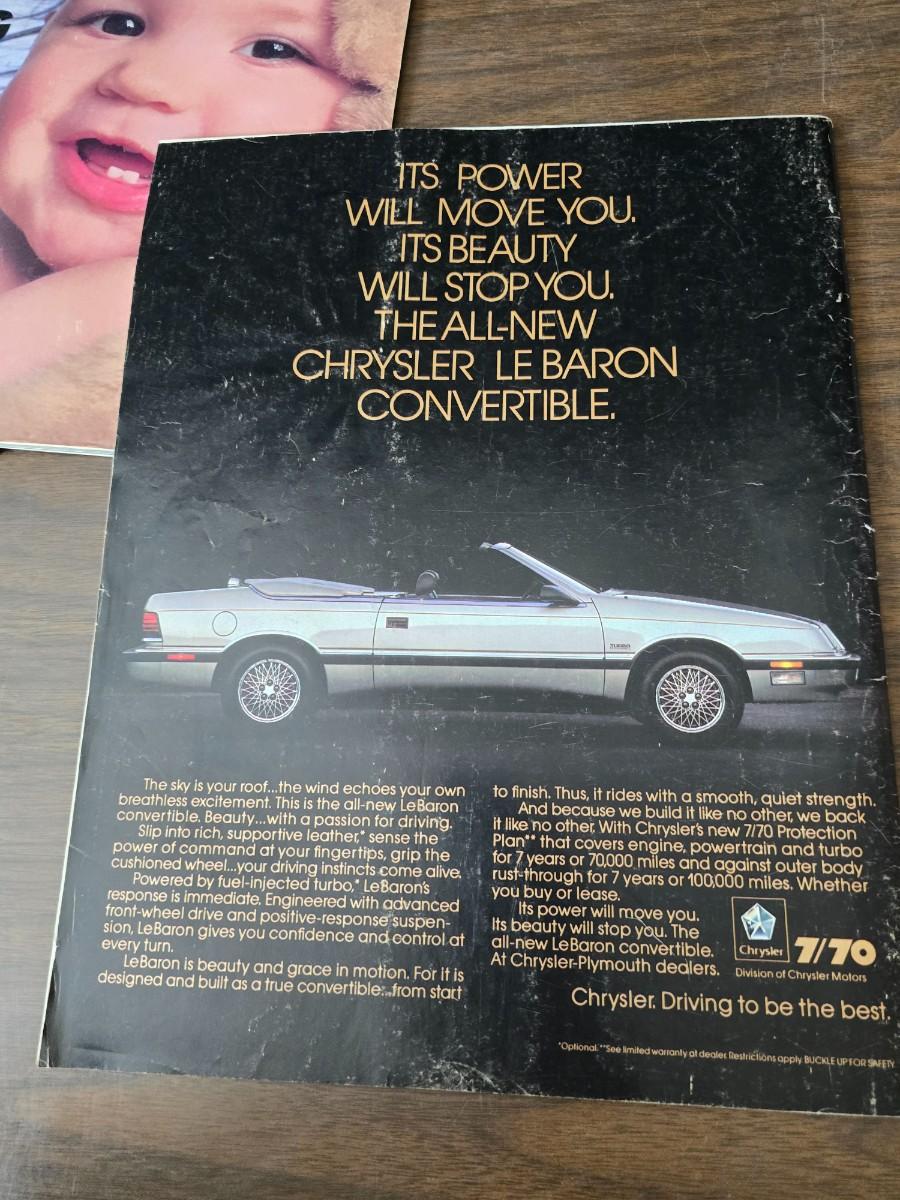 ITS POWER
WILL MOVE YOU.
ITS BEAUTY
WILL STOP YOU.
THE ALL-NEW
CHRYSLER LE BARON
CONVERTIBLE.
TURBO
The sky is your roof...the wind echoes your own
breathless excitement. This is the all-new LeBaron
convertible. Beauty...with a passion for driving.
Slip into rich, supportive leather,* sense the
power of command at your fingertips, grip the
cushioned wheel...your driving instincts come alive.
Powered by fuel-injected turbo,* LeBaron's
response is immediate. Engineered with advanced
front-wheel drive and positive-response suspen-
sion, LeBaron gives you confidence and control at
every turn.
LeBaron is beauty and grace in motion. For it is
designed and built as a true convertible...from start
to finish. Thus, it rides with a smooth, quiet strength.
And because we build it like no other, we back
it like no other. With Chrysler's new 7/70 Protection
Plan** that covers engine, powertrain and turbo
for 7 years or 70,000 miles and against outer body
rust-through for 7 years or 100,000 miles. Whether
you buy or lease.
Its power will move you.
Its beauty will stop you. The
all-new LeBaron convertible.
At Chrysler-Plymouth dealers.
Chrysler 7/70
Division of Chrysler Motors
Chrysler. Driving to be the best.
*Optional. **See limited warranty at dealer. Restrictions apply. BUCKLE UP FOR SAFETY